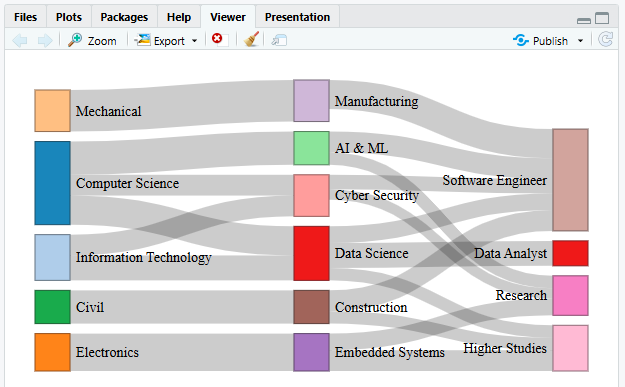 Files Plots Packages Help Viewer Presentation
Zoom Export Publish
Mechanical
Computer Science
Information Technology
Civil
Electronics
Manufacturing
AI & ML
Cyber Security
Data Science
Construction
Embedded Systems
Software Engineer
Data Analyst
Research
Higher Studies